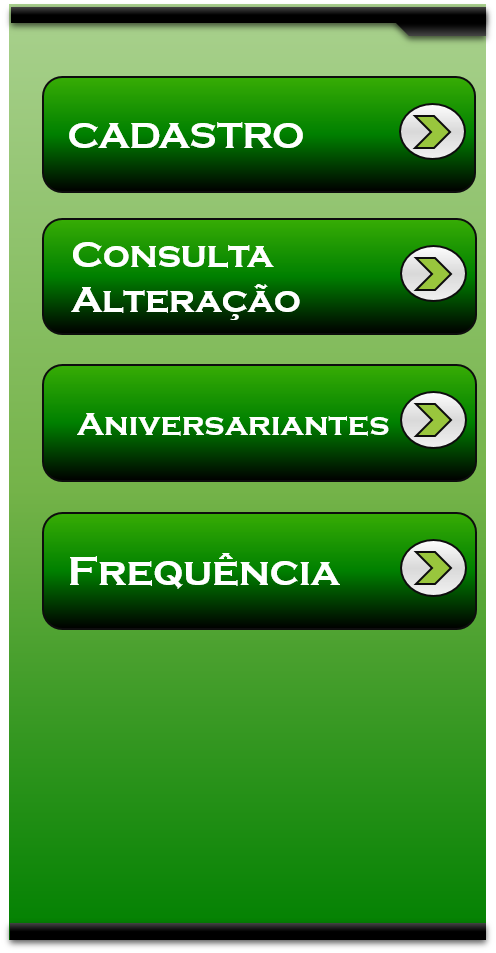 CADASTRO
Consulta
Alteração
Aniversariantes
Frequência